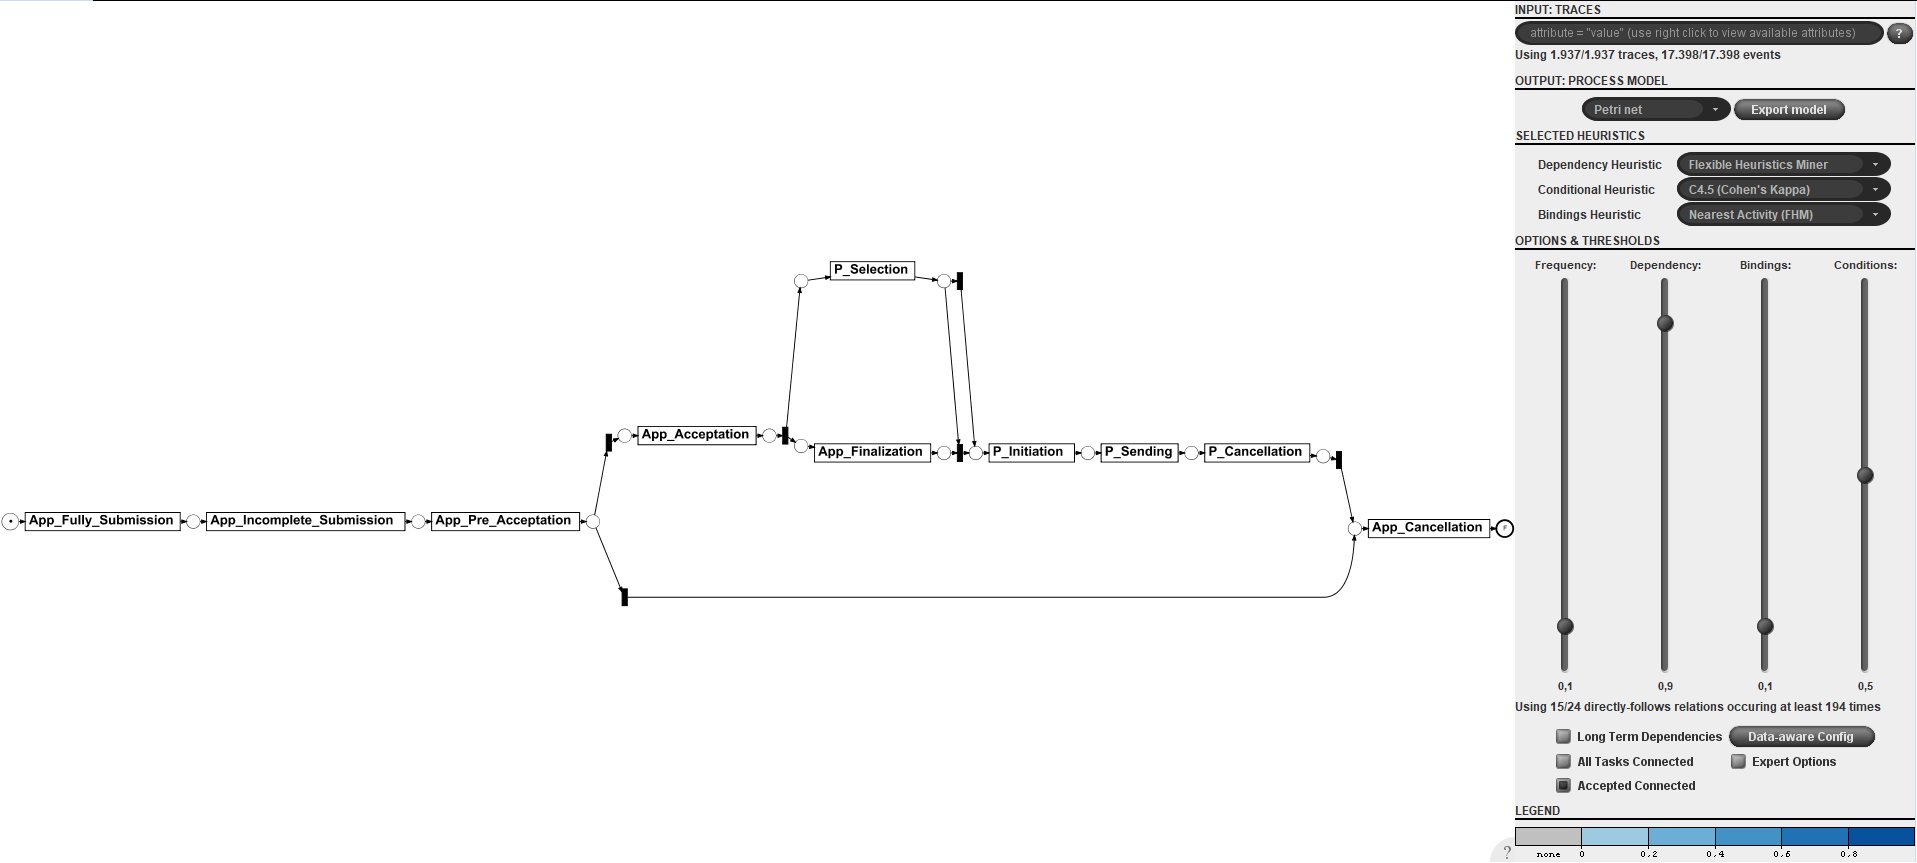 P_Selection
App_Acceptation
App_Finalization
P_Initiation
P_Sending
P_Cancellation
App_Fully_Submission
App_Incomplete_Submission
App_Pre_Acceptation
App_Cancellation
F
INPUT: TRACES
attribute = "value" (use right click to view available attributes)
?
Using 1.937/1.937 traces, 17.398/17.398 events
OUTPUT: PROCESS MODEL
Petri net
Export model
SELECTED HEURISTICS
Dependency Heuristic
Flexible Heuristics Miner
Conditional Heuristic
C4.5 (Cohen's Kappa)
Bindings Heuristic
Nearest Activity (FHM)
OPTIONS & THRESHOLDS
Frequency: Dependency: Bindings: Conditions:
0,1 0,9 0,1 0,5
Using 15/24 directly-follows relations occuring at least 194 times
Long Term Dependencies
Data-aware Config
All Tasks Connected
Expert Options
Accepted Connected
LEGEND
none 0 0,2 0,4 0,6 0,8
?